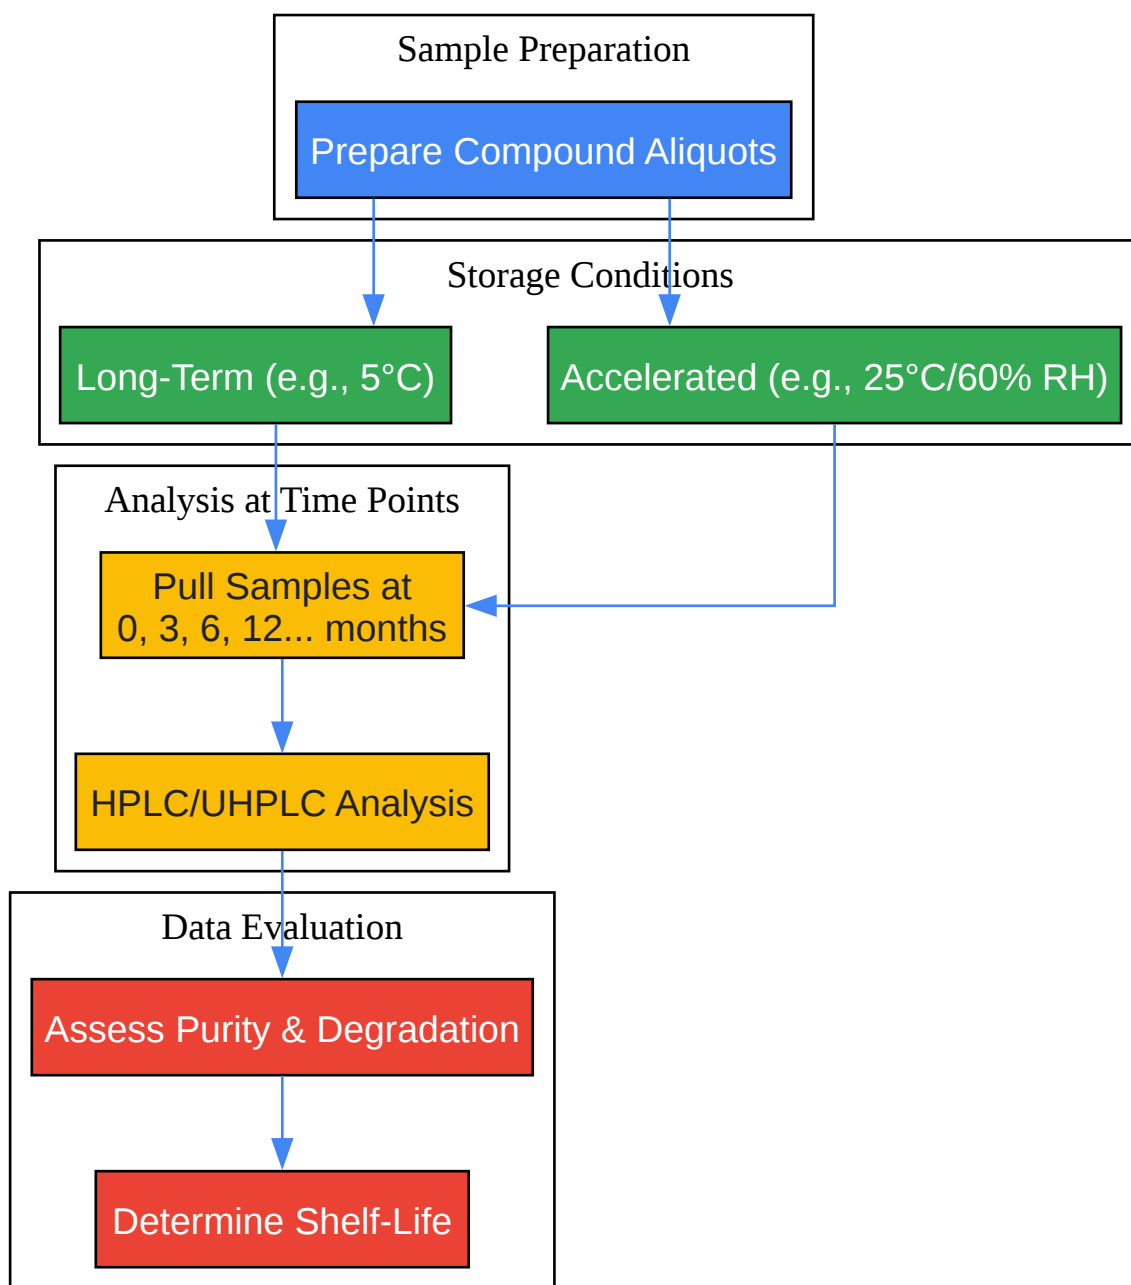 Sample Preparation
Prepare Compound Aliquots
Storage Conditions
Long-Term (e.g., 5°C)
Accelerated (e.g., 25°C/60% RH)
Analysis at Time Points
Pull Samples at
0, 3, 6, 12... months
HPLC/UHPLC Analysis
Data Evaluation
Assess Purity & Degradation
Determine Shelf-Life